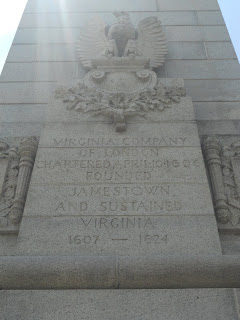 VIRGINIA COMPANY
OF LONDON
CHARTERED APRIL 10 1606
FOUNDED
JAMESTOWN
AND SUSTAINED
VIRGINIA
1607 — 1624